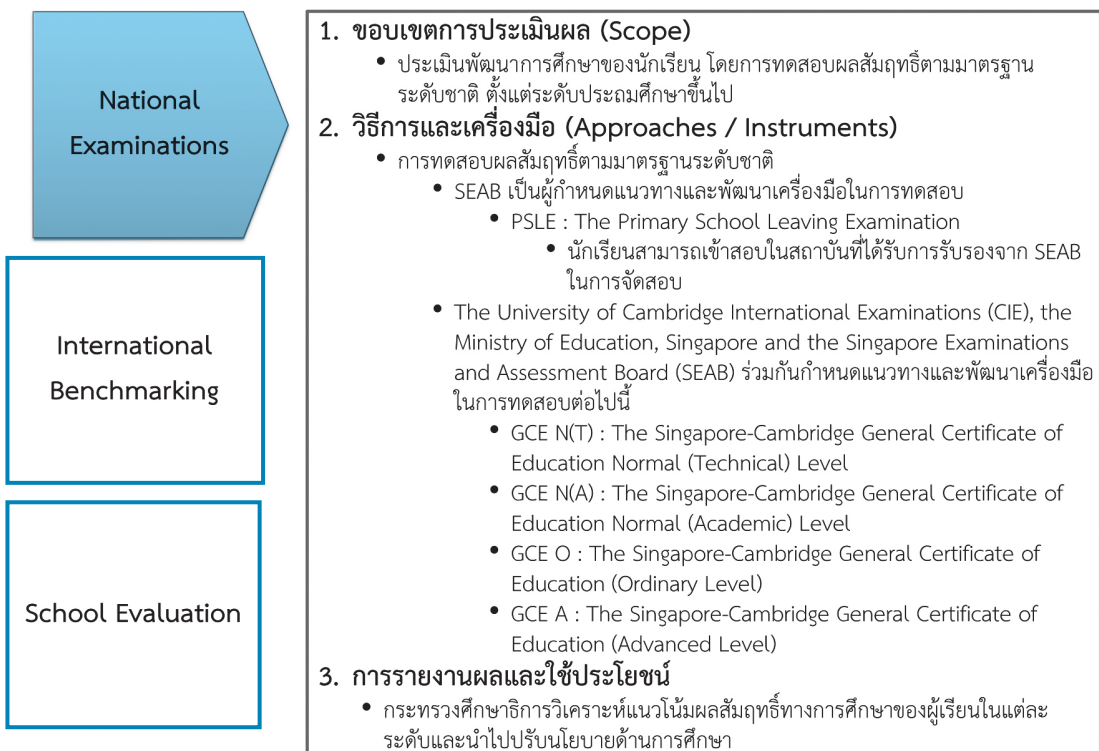 National
Examinations
International
Benchmarking
School Evaluation
1. ขอบเขตการประเมินผล (Scope)
• ประเมินพัฒนาการศึกษาของนักเรียน โดยการทดสอบผลสัมฤทธิ์ตามมาตรฐาน
ระดับชาติ ตั้งแต่ระดับประถมศึกษาขึ้นไป
2. วิธีการและเครื่องมือ (Approaches / Instruments)
• การทดสอบผลสัมฤทธิ์ตามมาตรฐานระดับชาติ
• SEAB เป็นผู้กำหนดแนวทางและพัฒนาเครื่องมือในการทดสอบ
• PSLE : The Primary School Leaving Examination
• นักเรียนสามารถเข้าสอบในสถาบันที่ได้รับการรับรองจาก SEAB
ในการจัดสอบ
• The University of Cambridge International Examinations (CIE), the
Ministry of Education, Singapore and the Singapore Examinations
and Assessment Board (SEAB) ร่วมกันกำหนดแนวทางและพัฒนาเครื่องมือ
ในการทดสอบต่อไปนี้
• GCE N(T) : The Singapore-Cambridge General Certificate of
Education Normal (Technical) Level
• GCE N(A) : The Singapore-Cambridge General Certificate of
Education Normal (Academic) Level
• GCE O : The Singapore-Cambridge General Certificate of
Education (Ordinary Level)
• GCE A : The Singapore-Cambridge General Certificate of
Education (Advanced Level)
3. การรายงานผลและใช้ประโยชน์
• กระทรวงศึกษาธิการวิเคราะห์แนวโน้มผลสัมฤทธิ์ทางการศึกษาของผู้เรียนในแต่ละ
ระดับและนำไปปรับนโยบายด้านการศึกษา